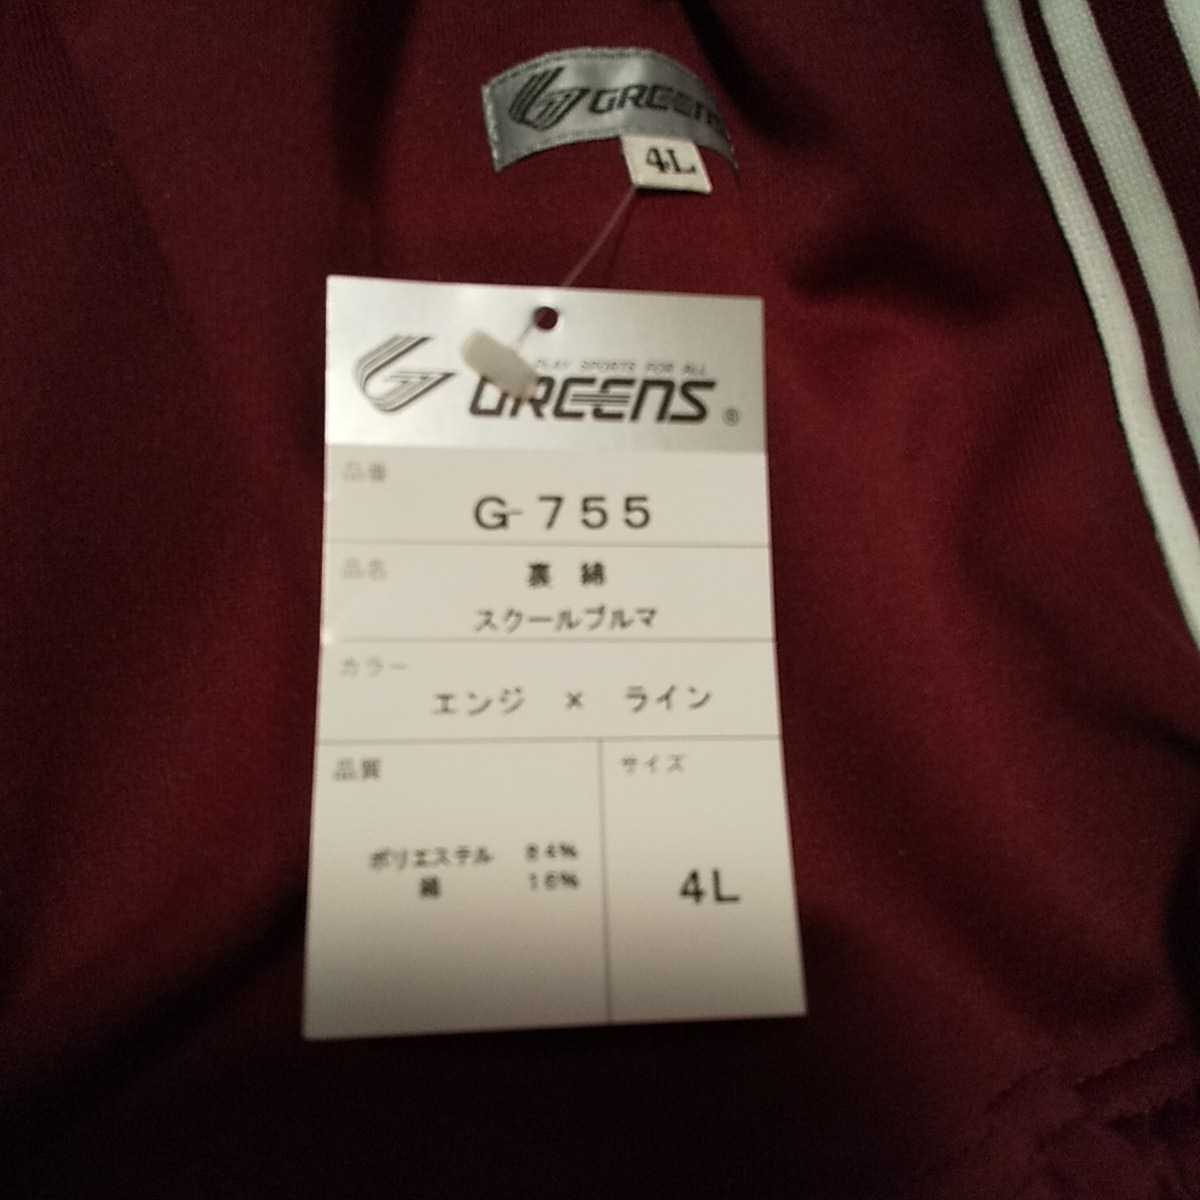 GREENS
4L
PLAY SPORTS FOR ALL
GREENS ®
品番
G-755
品名
裏 綿
スクールブルマ
カラー
エンジ × ライン
品質
サイズ
ポリエステル 84%
綿 16%
4L